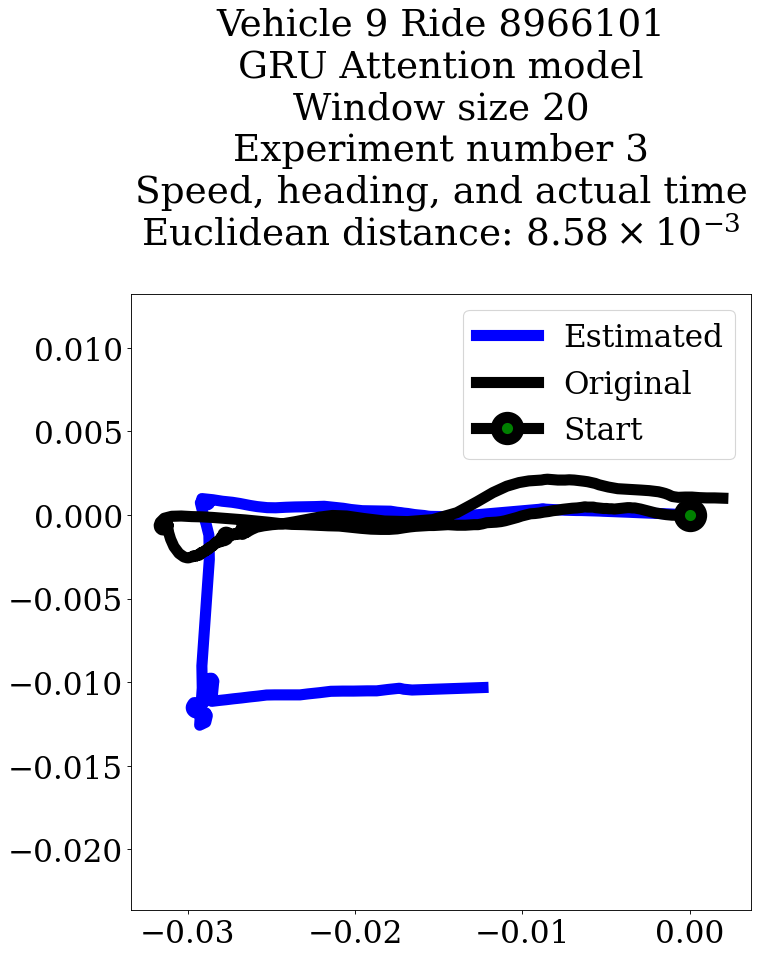 Vehicle 9 Ride 8966101
GRU Attention model
Window size 20
Experiment number 3
Speed, heading, and actual time
Euclidean distance: 8.58 × 10⁻³
Estimated
Original
Start
0.010
0.005
0.000
−0.005
−0.010
−0.015
−0.020
−0.03
−0.02
−0.01
0.00